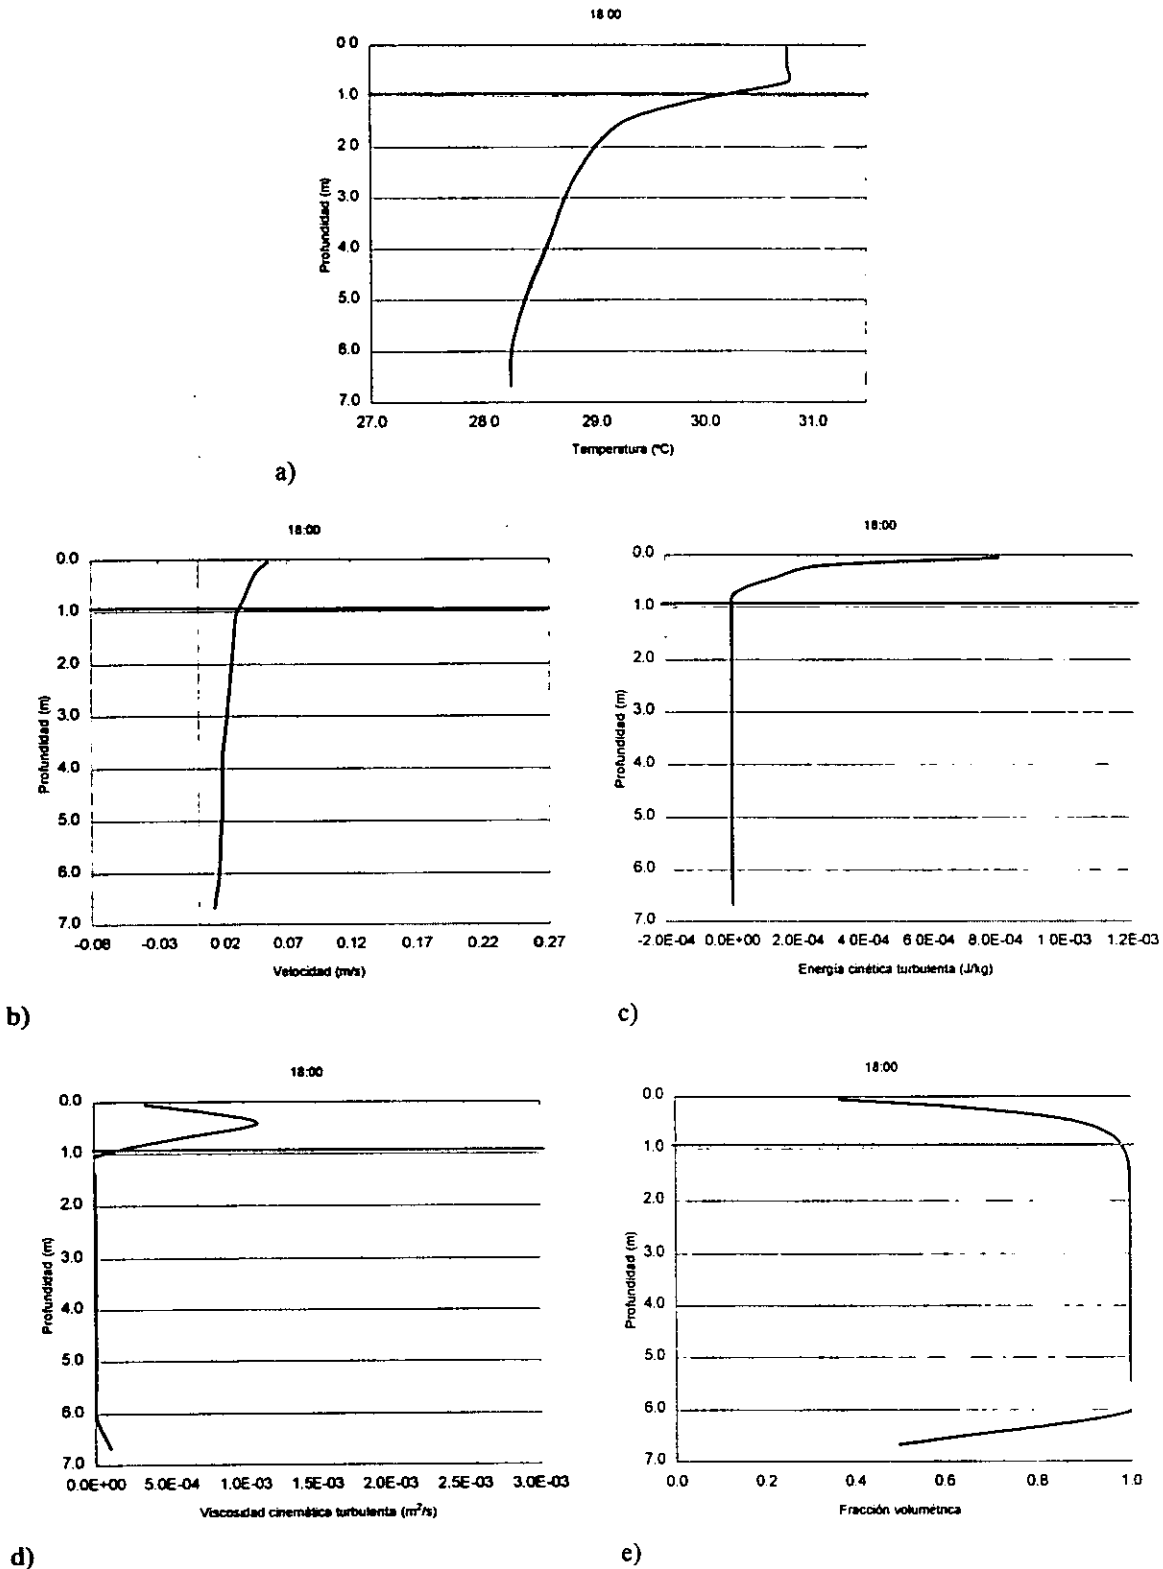 18 00
0 0
1.0
2.0
3.0
4.0
5.0
6.0
7.0
Profundidad (m)
27.0 28 0 29.0 30.0 31.0
Temperatura (ºC)
a)
18:00
0.0
1.0
2.0
3.0
4.0
5.0
6.0
7.0
Profundidad (m)
-0.08 -0.03 0 02 0.07 0.12 0.17 0.22 0.27
Velocidad (m/s)
b)
18:00
0.0
1.0
2.0
3.0
4.0
5.0
6.0
7.0
Profundidad (m)
-2.0E-04 0.0E+00 2.0E-04 4.0E-04 6.0E-04 8.0E-04 1 0E-03 1.2E-03
Energía cinética turbulenta (J/kg)
c)
18:00
0.0
1.0
2.0
3.0
4.0
5.0
6.0
7.0
Profundidad (m)
0.0E+00 5.0E-04 1.0E-03 1.5E-03 2.0E-03 2.5E-03 3.0E-03
Viscosidad cinemática turbulenta (m²/s)
d)
18:00
0.0
1.0
2.0
3.0
4.0
5.0
6.0
7.0
Profundidad (m)
0.0 0.2 0.4 0.6 0.8 1.0
Fracción volumétrica
e)